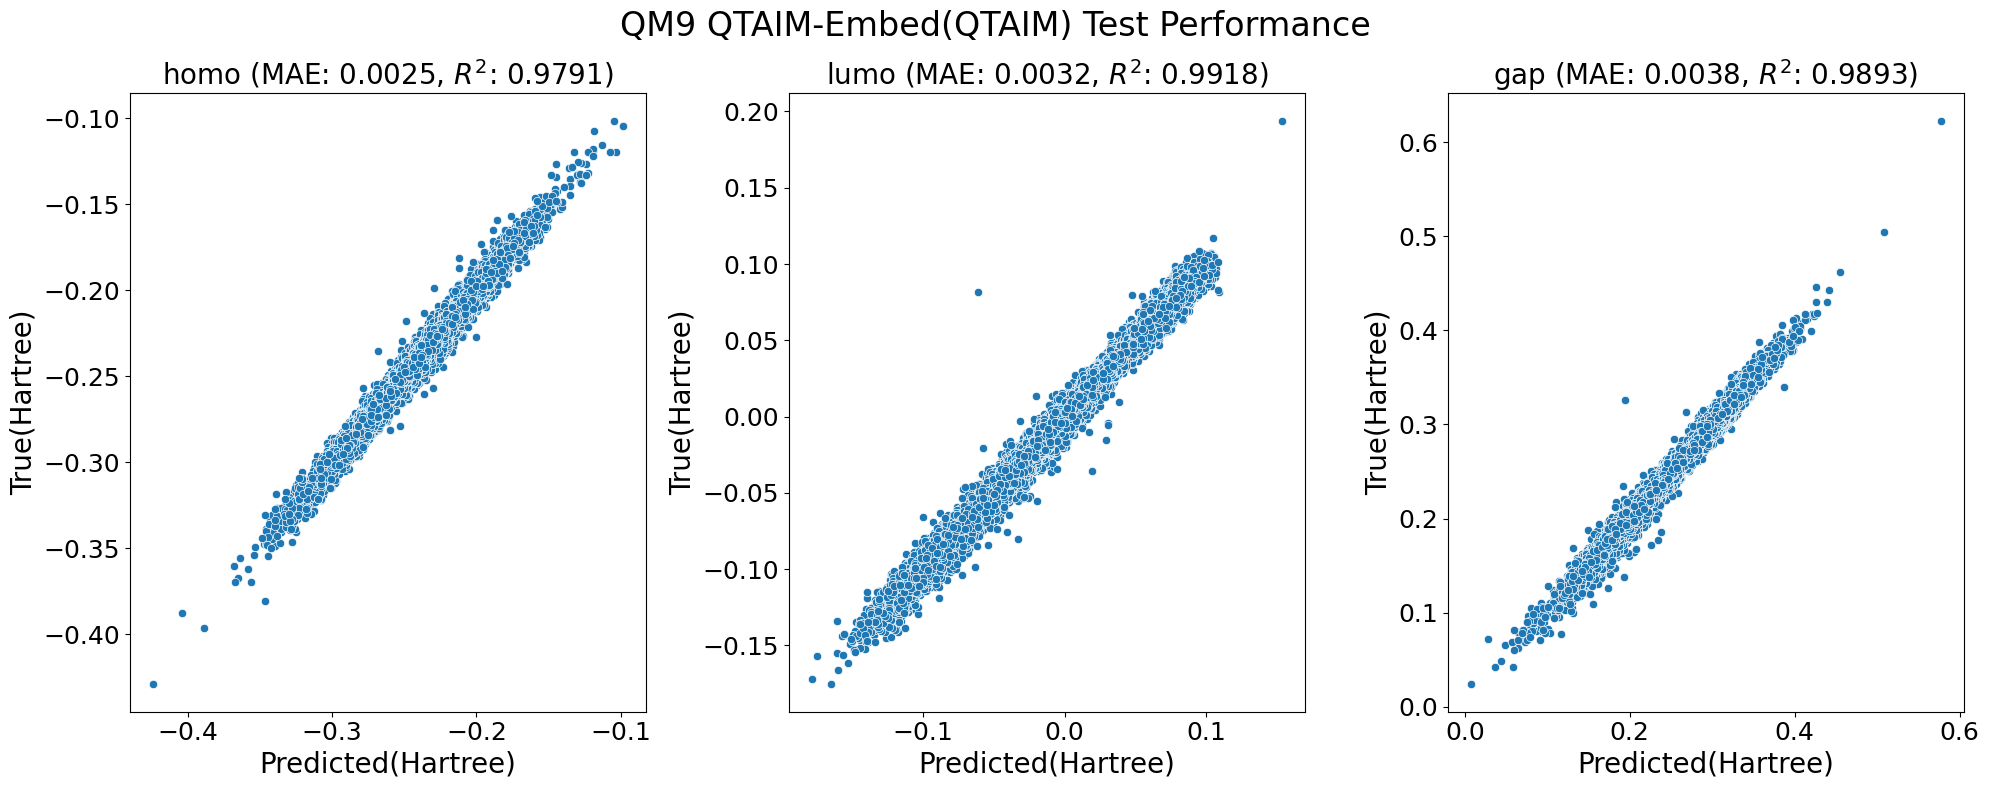 QM9 QTAIM-Embed(QTAIM) Test Performance
homo (MAE: 0.0025, R²: 0.9791)
−0.10
−0.15
−0.20
−0.25
−0.30
−0.35
−0.40
True(Hartree)
−0.4 −0.3 −0.2 −0.1
Predicted(Hartree)
lumo (MAE: 0.0032, R²: 0.9918)
0.20
0.15
0.10
0.05
0.00
−0.05
−0.10
−0.15
True(Hartree)
−0.1 0.0 0.1
Predicted(Hartree)
gap (MAE: 0.0038, R²: 0.9893)
0.6
0.5
0.4
0.3
0.2
0.1
0.0
True(Hartree)
0.0 0.2 0.4 0.6
Predicted(Hartree)